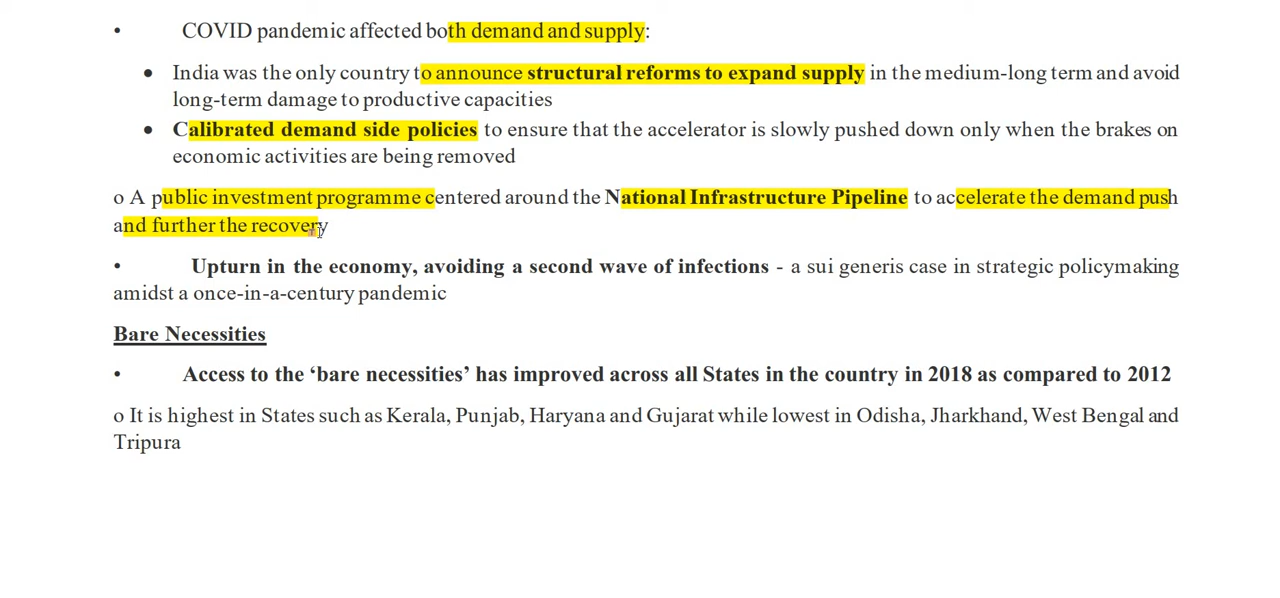 • COVID pandemic affected both demand and supply:
• India was the only country to announce structural reforms to expand supply in the medium-long term and avoid
long-term damage to productive capacities
• Calibrated demand side policies to ensure that the accelerator is slowly pushed down only when the brakes on
economic activities are being removed
o A public investment programme centered around the National Infrastructure Pipeline to accelerate the demand push
and further the recovery
• Upturn in the economy, avoiding a second wave of infections - a sui generis case in strategic policymaking
amidst a once-in-a-century pandemic
Bare Necessities
• Access to the ‘bare necessities’ has improved across all States in the country in 2018 as compared to 2012
o It is highest in States such as Kerala, Punjab, Haryana and Gujarat while lowest in Odisha, Jharkhand, West Bengal and
Tripura